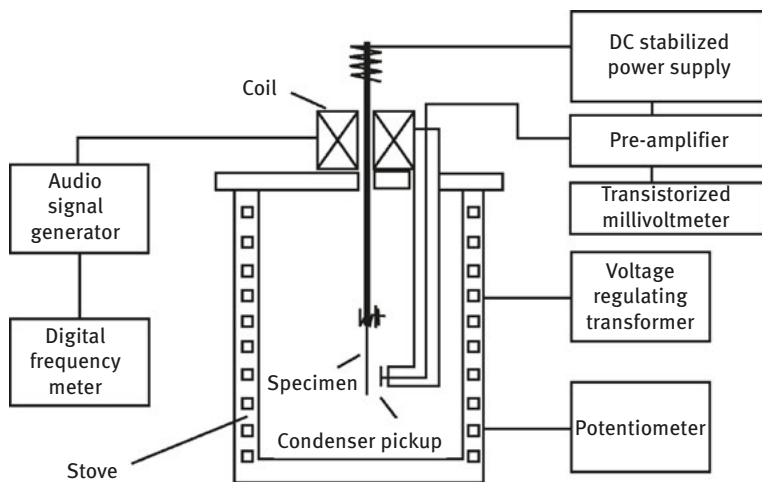 DC stabilized
power supply
Coil
Pre-amplifier
Audio
signal
generator
Transistorized
millivoltmeter
Voltage
regulating
transformer
Digital
frequency
meter
Specimen
Condenser pickup
Potentiometer
Stove